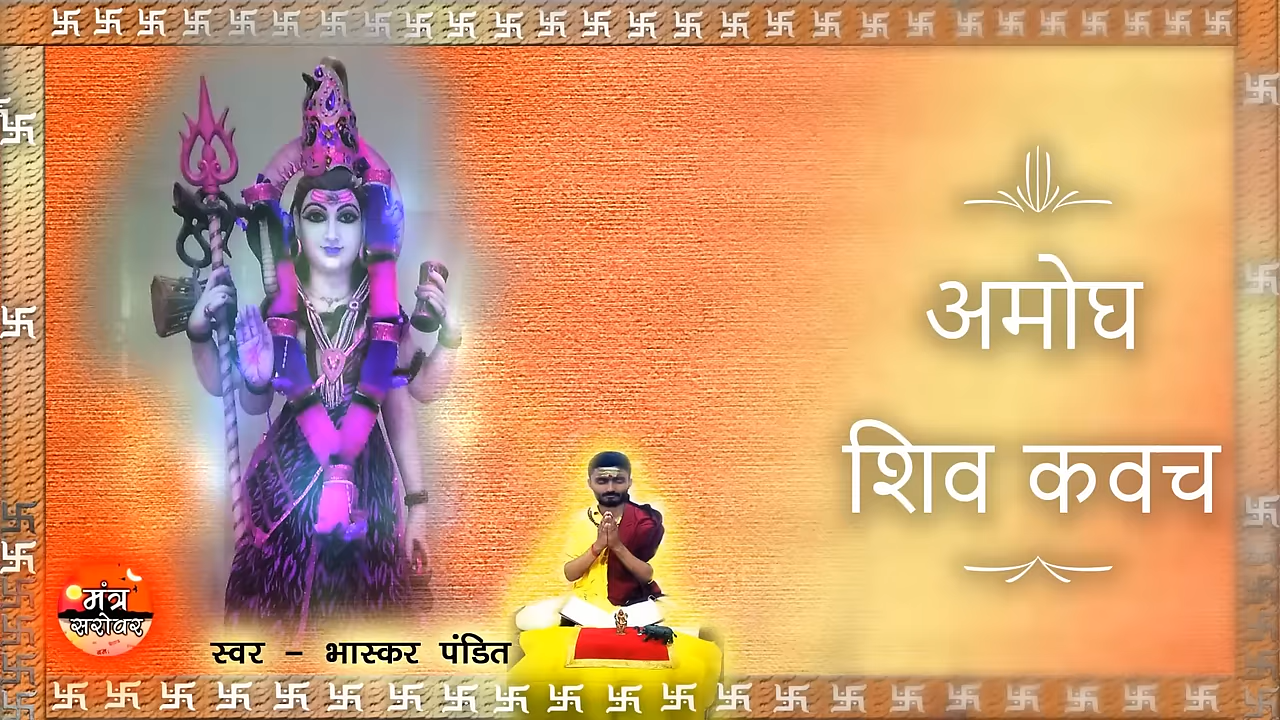 अमोघ
शिव कवच
मंत्र
सरोवर
स्वर – भास्कर पंडित